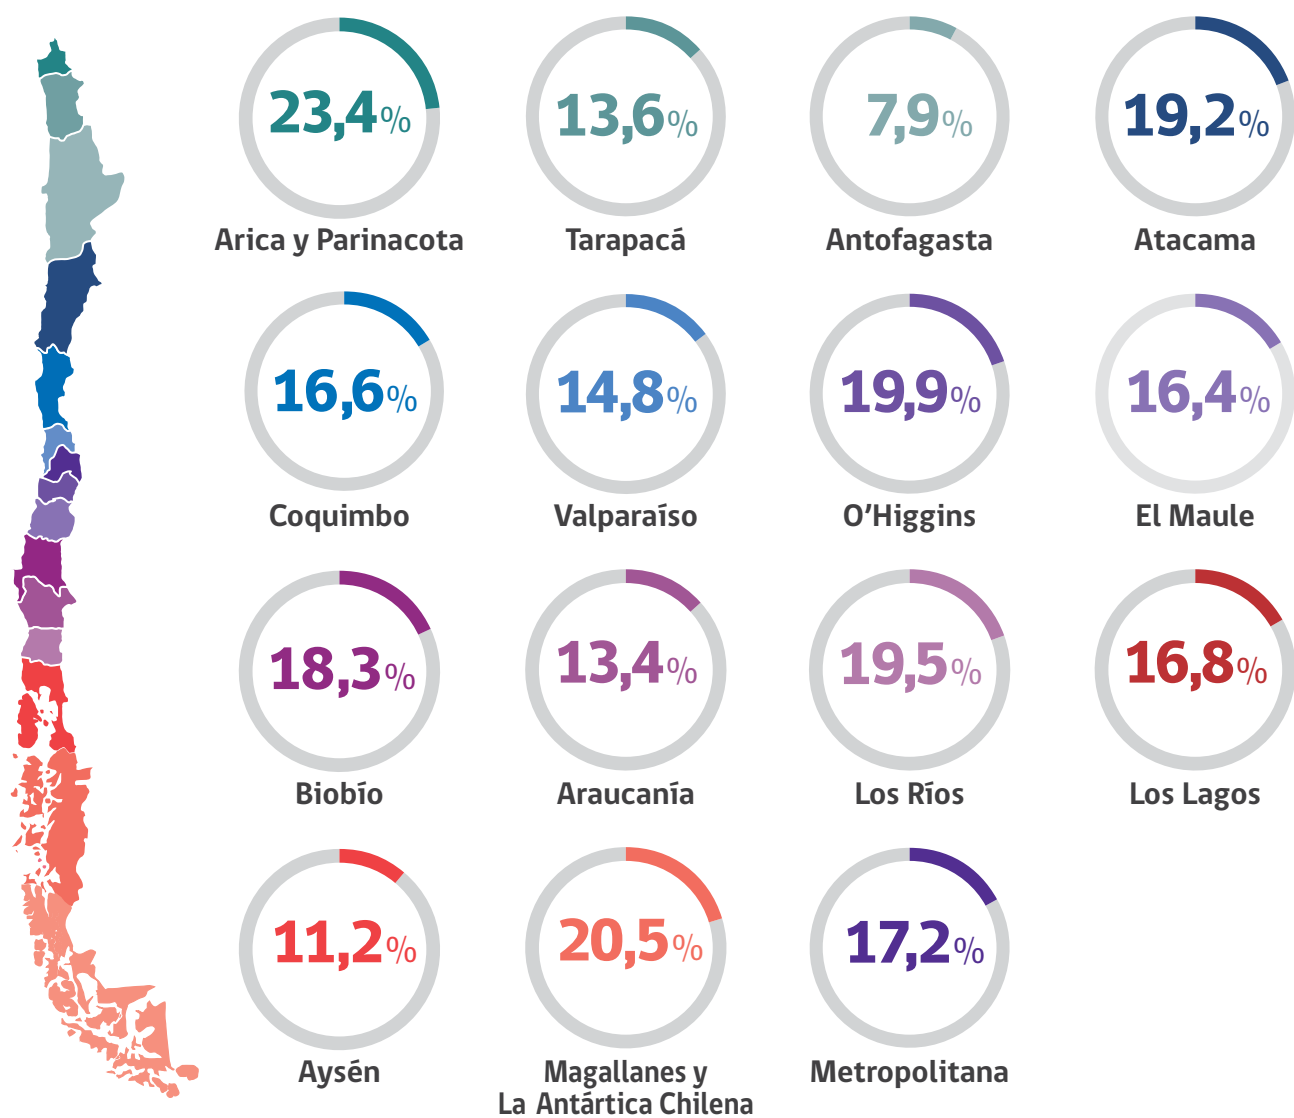 23,4%
Arica y Parinacota
13,6%
Tarapacá
7,9%
Antofagasta
19,2%
Atacama
16,6%
Coquimbo
14,8%
Valparaíso
19,9%
O’Higgins
16,4%
El Maule
18,3%
Biobío
13,4%
Araucanía
19,5%
Los Ríos
16,8%
Los Lagos
11,2%
Aysén
20,5%
Magallanes y
La Antártica Chilena
17,2%
Metropolitana